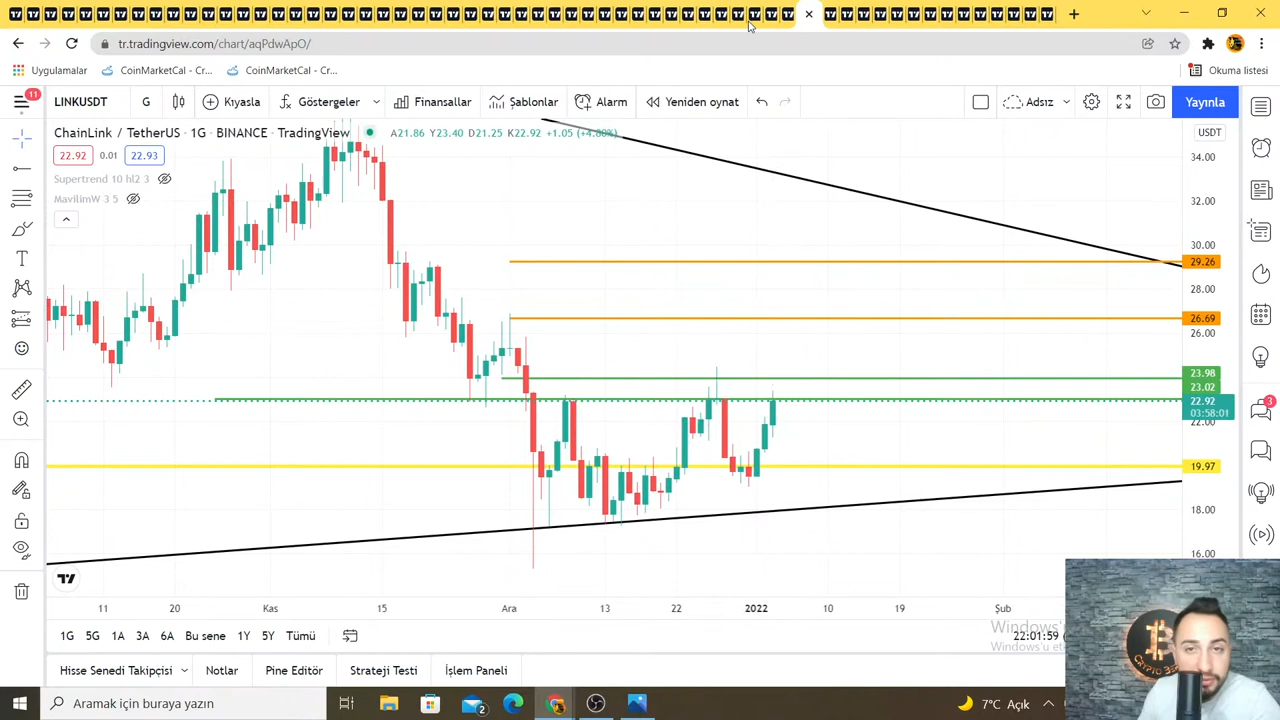 tr.tradingview.com/chart/aqPdwApO/
Uygulamalar
CoinMarketCal - Cr...
CoinMarketCal - Cr...
Okuma listesi
11
LINKUSDT
G
Kıyasla
Göstergeler
Finansallar
Şablonlar
Alarm
Yeniden oynat
Adsız
Yayınla
ChainLink / TetherUS · 1G · BINANCE · TradingView
A21.86 Y23.40 D21.25 K22.92 +1.05 (+4.80%)
USDT
22.92
0.01
22.93
Supertrend 10 hl2 3
MavilimW 3 5
34.00
32.00
30.00
29.26
28.00
26.69
26.00
23.98
23.02
22.92
03:58:01
22.00
19.97
18.00
16.00
3
11
20
Kas
15
Ara
13
22
2022
10
19
Şub
1G
5G
1A
3A
6A
Bu sene
1Y
5Y
Tümü
22:01:59
Windows'u
Hisse Senedi Takipçisi
Notlar
Pine Editör
Strateji Testi
İşlem Paneli
Aramak için buraya yazın
2
7°C Açık